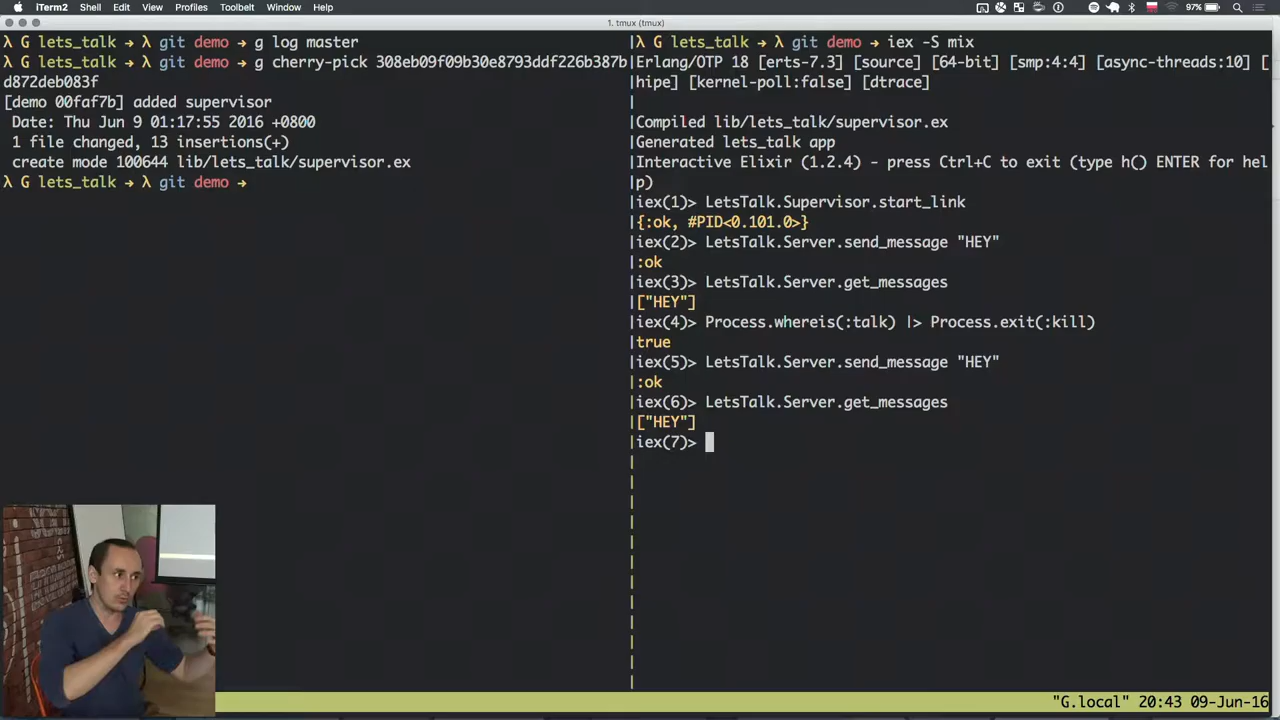 iTerm2 Shell Edit View Profiles Toolbelt Window Help 97%
1. tmux (tmux)
λ G lets_talk → λ git demo → g log master
λ G lets_talk → λ git demo → g cherry-pick 308eb09f09b30e8793ddf226b387b
d872deb083f
[demo 00faf7b] added supervisor
Date: Thu Jun 9 01:17:55 2016 +0800
1 file changed, 13 insertions(+)
create mode 100644 lib/lets_talk/supervisor.ex
λ G lets_talk → λ git demo →
λ G lets_talk → λ git demo → iex -S mix
Erlang/OTP 18 [erts-7.3] [source] [64-bit] [smp:4:4] [async-threads:10] [
hipe] [kernel-poll:false] [dtrace]
Compiled lib/lets_talk/supervisor.ex
Generated lets_talk app
Interactive Elixir (1.2.4) - press Ctrl+C to exit (type h() ENTER for hel
p)
iex(1)> LetsTalk.Supervisor.start_link
{:ok, #PID<0.101.0>}
iex(2)> LetsTalk.Server.send_message "HEY"
:ok
iex(3)> LetsTalk.Server.get_messages
["HEY"]
iex(4)> Process.whereis(:talk) |> Process.exit(:kill)
true
iex(5)> LetsTalk.Server.send_message "HEY"
:ok
iex(6)> LetsTalk.Server.get_messages
["HEY"]
iex(7)>
"G.local" 20:43 09-Jun-16